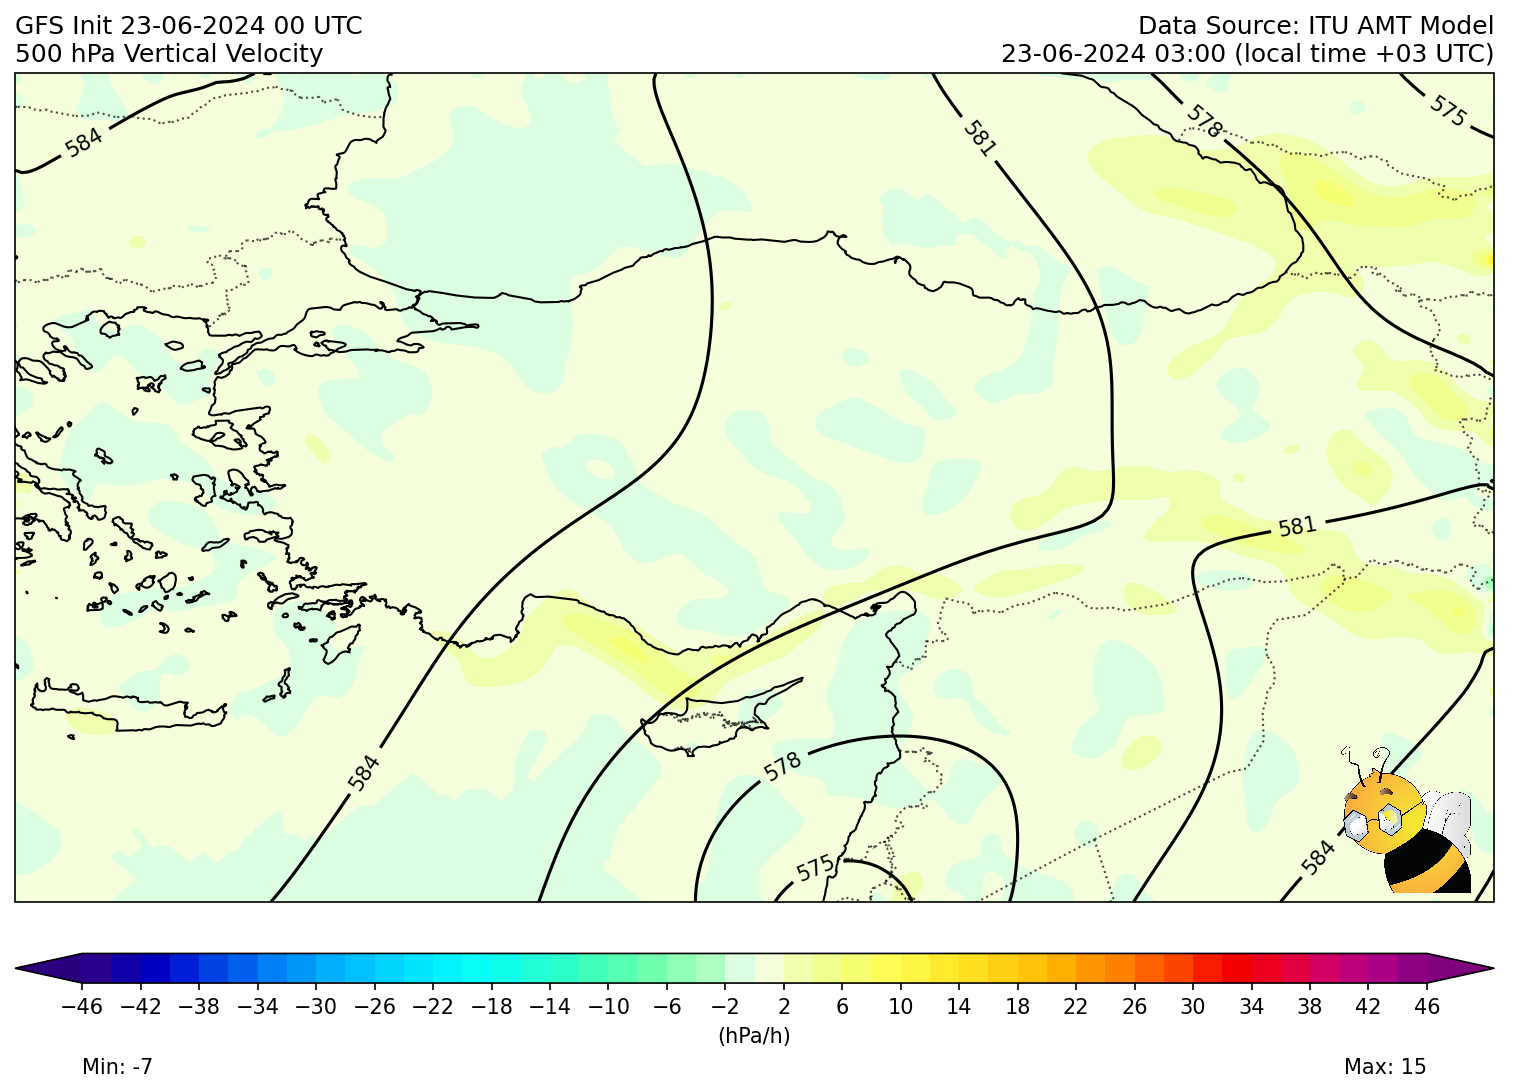 GFS Init 23-06-2024 00 UTC
Data Source: ITU AMT Model
500 hPa Vertical Velocity
23-06-2024 03:00 (local time +03 UTC)
575
578
581
584
581
578
584
575
584
−46 −42 −38 −34 −30 −26 −22 −18 −14 −10 −6 −2 2 6 10 14 18 22 26 30 34 38 42 46
(hPa/h)
Min: -7
Max: 15